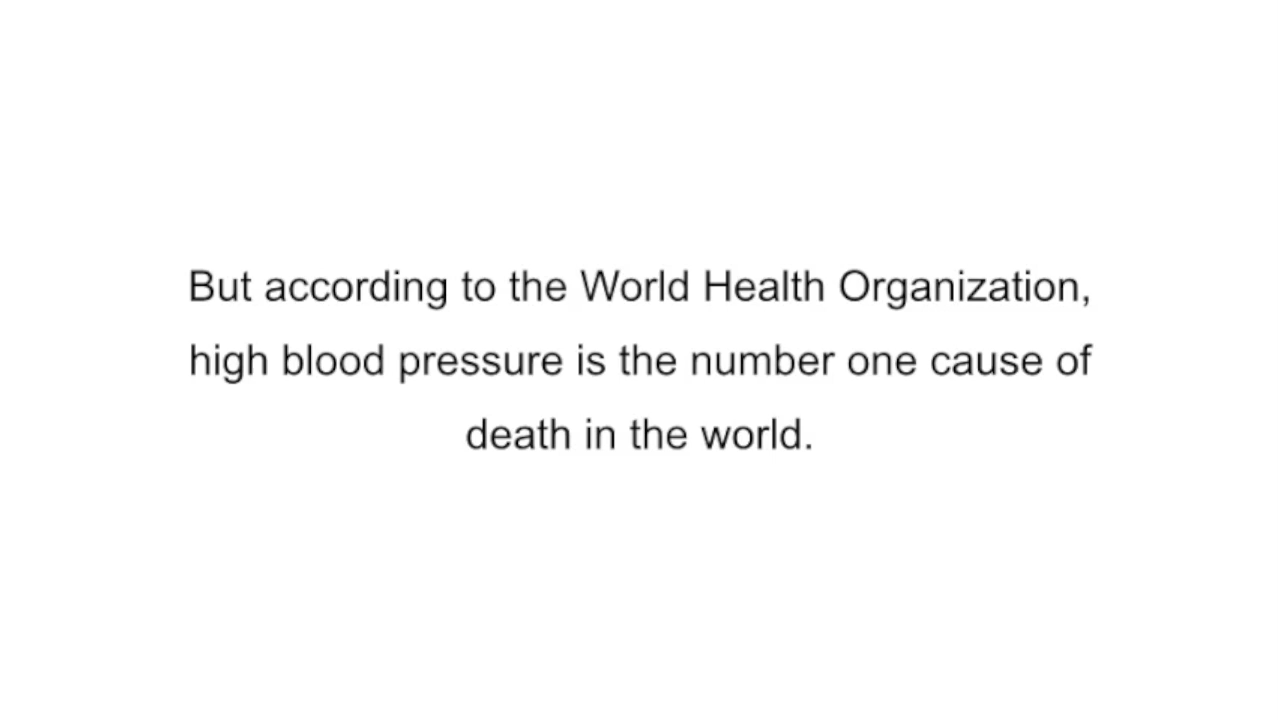 But according to the World Health Organization,
high blood pressure is the number one cause of
death in the world.